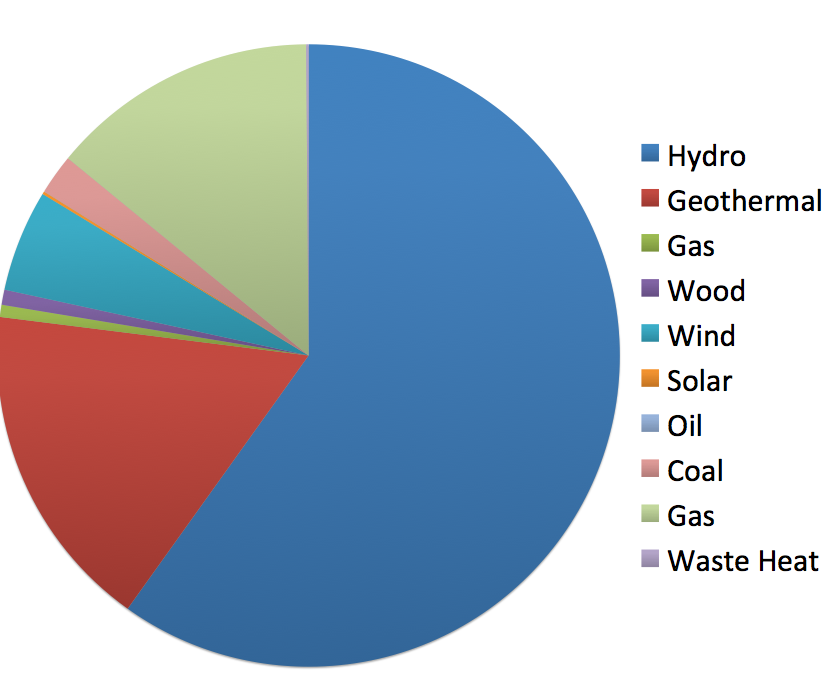 Hydro
Geothermal
Gas
Wood
Wind
Solar
Oil
Coal
Gas
Waste Heat